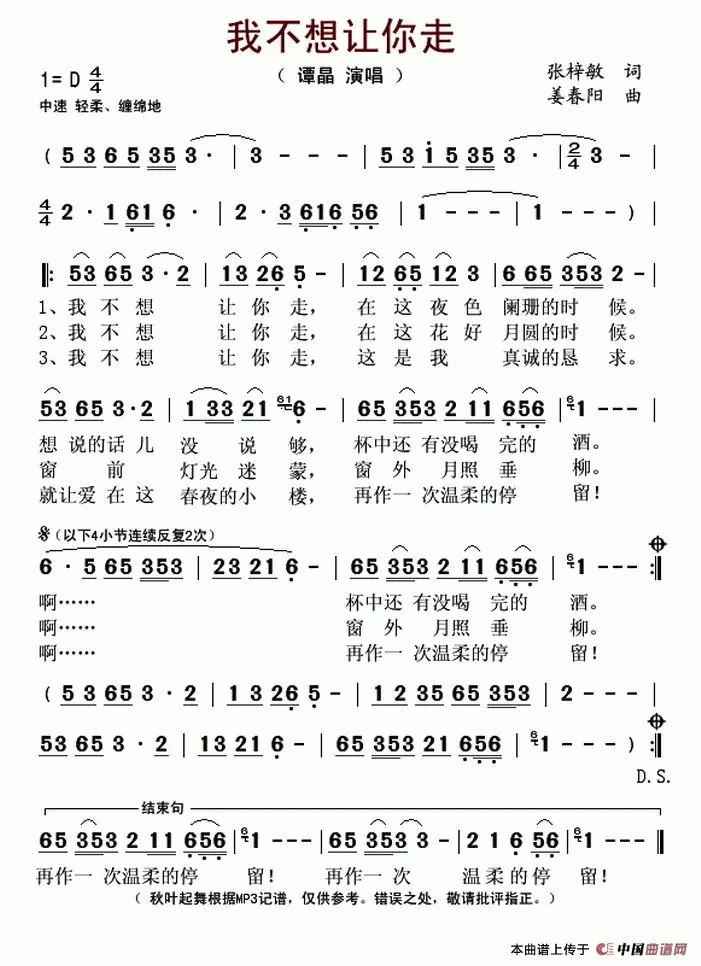 我不想让你走
1= D 4/4
（ 谭晶 演唱 ）
张梓敏 词
中速 轻柔、缠绵地
姜春阳 曲
( 5 3 6 5 35 3 · | 3 - - - | 5 3 1 5 35 3 · | 2/4 3 - |
4/4 2 · 1 61 6 · | 2 · 3 616 56 | 1 - - - | 1 - - - ) |
‖: 53 65 3 · 2 | 13 26 5 - | 12 65 12 3 | 6 65 353 2 - |
1、我 不 想 让 你 走， 在 这 夜 色 阑珊的时 候。
2、我 不 想 让 你 走， 在 这 花 好 月圆的时 候。
3、我 不 想 让 你 走， 这 是 我 真诚的恳 求。
53 65 3· 2 | 1 33 21 61 6 · | 65 353 2 11 656 | 6 1 - - - |
想 说的 话 儿 没 说 够， 杯中还 有没喝 完的 酒。
窗 前 灯光 迷 蒙， 窗 外 月照 垂 柳。
就让爱 在 这 春夜的小 楼， 再作一 次温柔的停 留！
𝄋 (以下4小节连续反复2次)
6 · 5 65 353 | 23 21 6 - | 65 353 2 11 656 | 6 1 - - - :‖
啊…… 杯中还 有没喝 完的 酒。
啊…… 窗 外 月照 垂 柳。
啊…… 再作一 次温柔的停 留！
( 5 3 65 3 · 2 | 1 3 26 5 - | 1 2 35 65 353 | 2 - - - |
53 65 3 · 2 | 13 21 6 - | 65 353 21 656 | 6 1 - - - ) :‖
D.S.
结束句
65 353 2 11 656 | 6 1 - - - | 65 353 3 - | 2 1 6 56 | 6 1 - - - ‖
再作一 次温柔的停 留！ 再作一 次 温 柔的 停 留！
（ 秋叶起舞根据MP3记谱，仅供参考。错误之处，敬请批评指正。）
本曲谱上传于 中国曲谱网